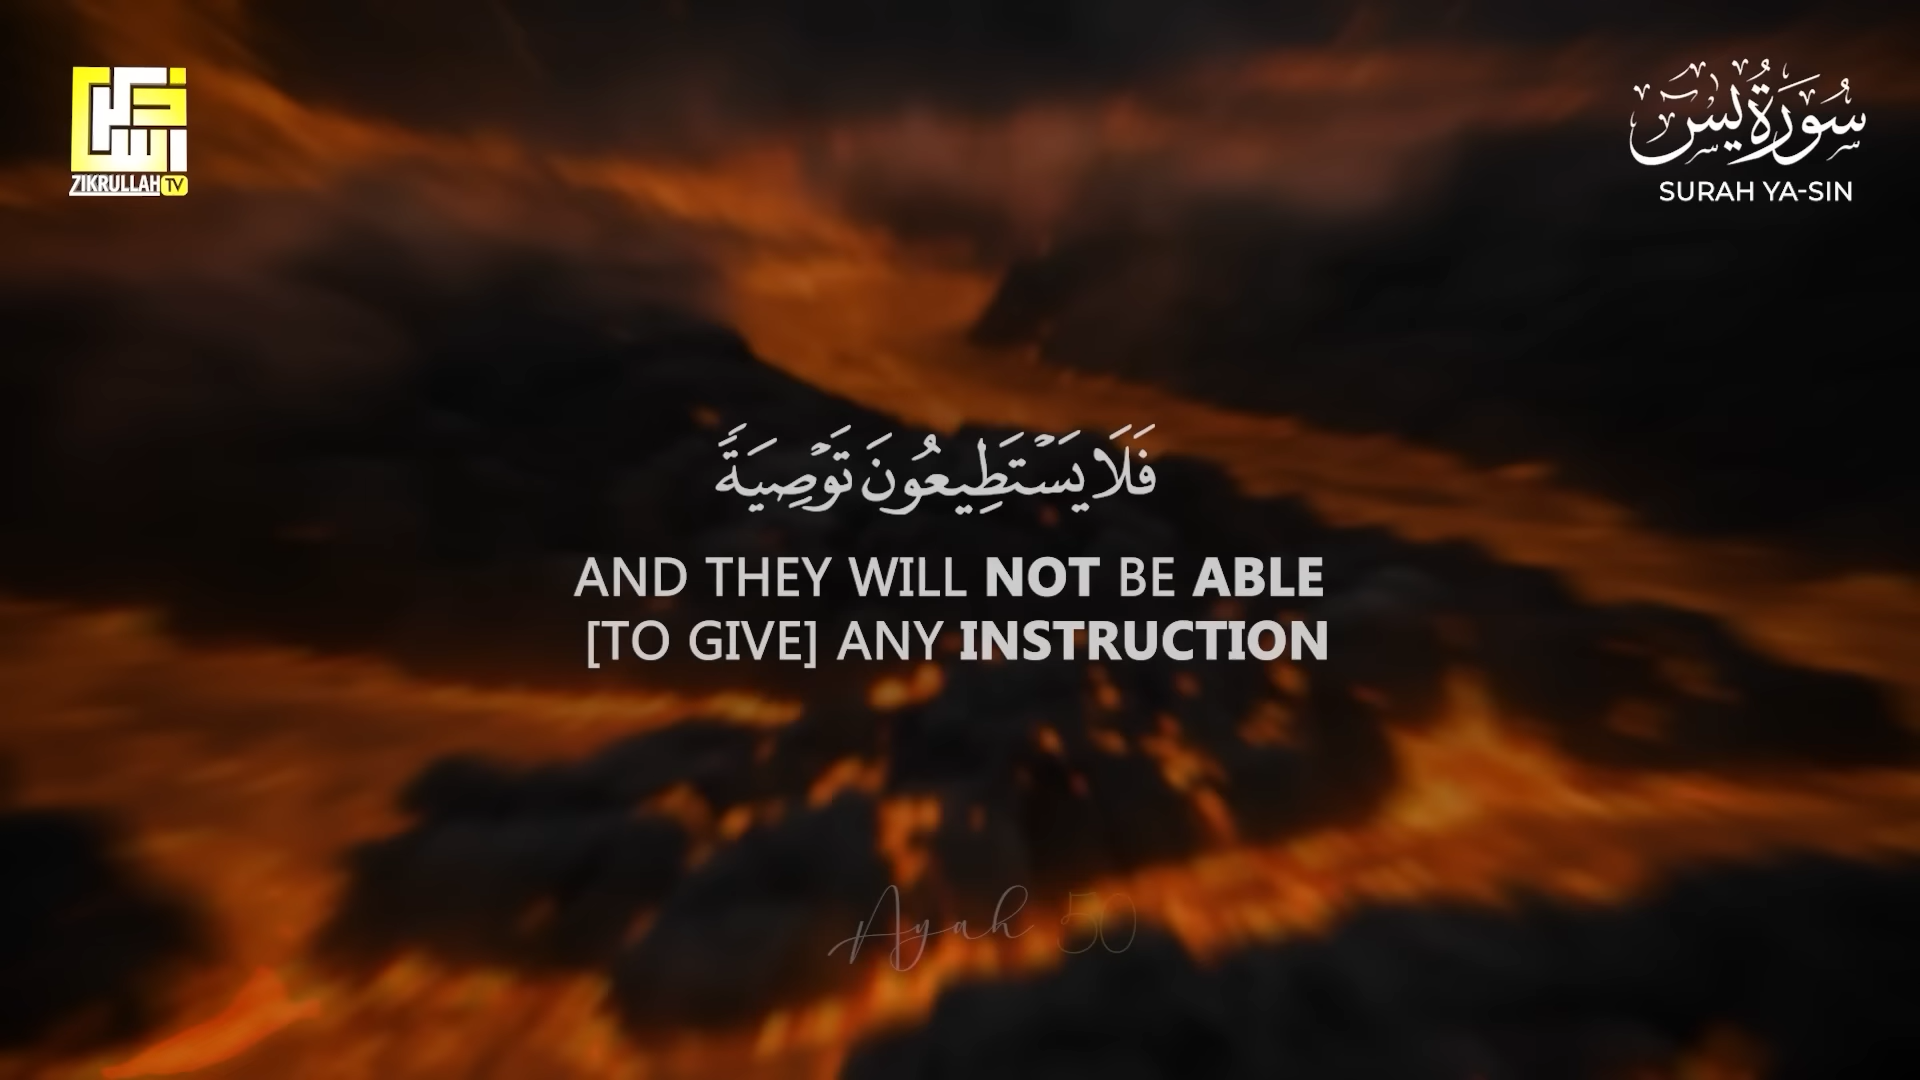 ZIKRULLAH TV
سُورَةُ يس
SURAH YA-SIN
فَلَا يَسْتَطِيعُونَ تَوْصِيَةً
AND THEY WILL NOT BE ABLE
[TO GIVE] ANY INSTRUCTION
Ayah 50